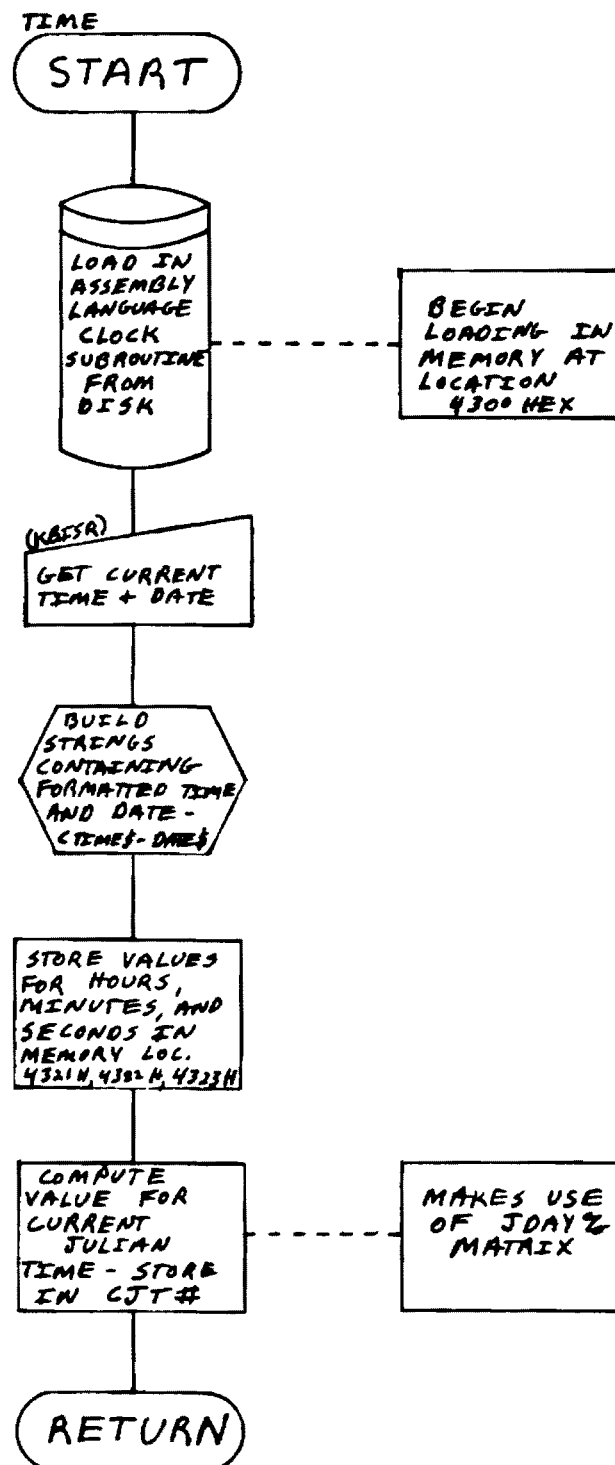 TIME
START
LOAD IN
ASSEMBLY
LANGUAGE
CLOCK
SUBROUTINE
FROM
DISK
BEGIN
LOADING IN
MEMORY AT
LOCATION
4300 HEX
(KBISR)
GET CURRENT
TIME + DATE
BUILD
STRINGS
CONTAINING
FORMATTED TIME
AND DATE -
CTIME$ - DATE$
STORE VALUES
FOR HOURS,
MINUTES, AND
SECONDS IN
MEMORY LOC.
4321H, 4382H, 4323H
COMPUTE
VALUE FOR
CURRENT
JULIAN
TIME - STORE
IN CJT#
MAKES USE
OF JDAY%
MATRIX
RETURN